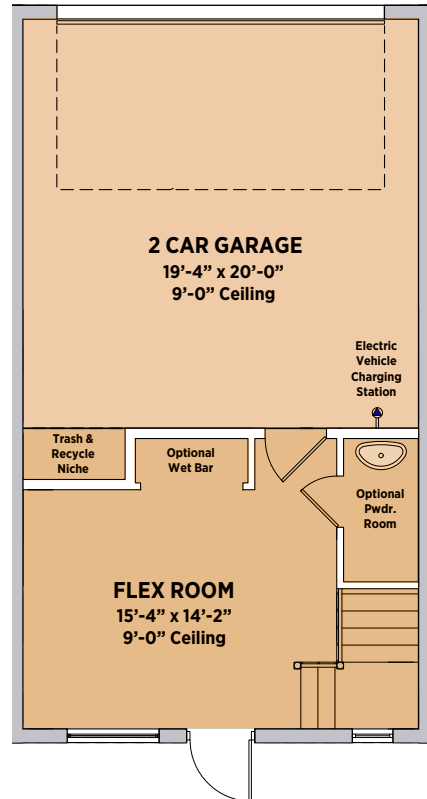 2 CAR GARAGE
19’-4” x 20’-0”
9’-0” Ceiling
Electric
Vehicle
Charging
Station
Trash &
Recycle
Niche
Optional
Wet Bar
Optional
Pwdr.
Room
FLEX ROOM
15’-4” x 14’-2”
9’-0” Ceiling